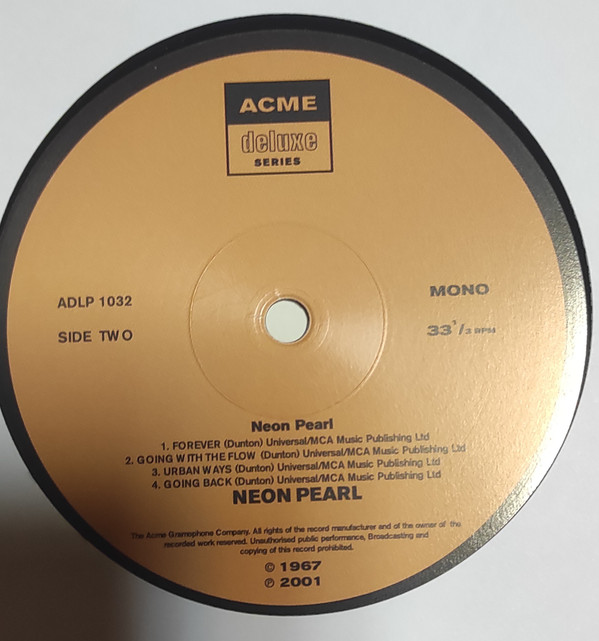 ACME
deluxe
SERIES
ADLP 1032
MONO
SIDE TWO
33 1/3 RPM
Neon Pearl
1. FOREVER (Dunton) Universal/MCA Music Publishing Ltd
2. GOING WITH THE FLOW (Dunton) Universal/MCA Music Publishing Ltd
3. URBAN WAYS (Dunton) Universal/MCA Music Publishing Ltd
4. GOING BACK (Dunton) Universal/MCA Music Publishing Ltd
NEON PEARL
The Acme Gramophone Company. All rights of the record manufacturer and of the owner of the
recorded work reserved. Unauthorised public performance, Broadcasting and
copying of this record prohibited.
© 1967
℗ 2001